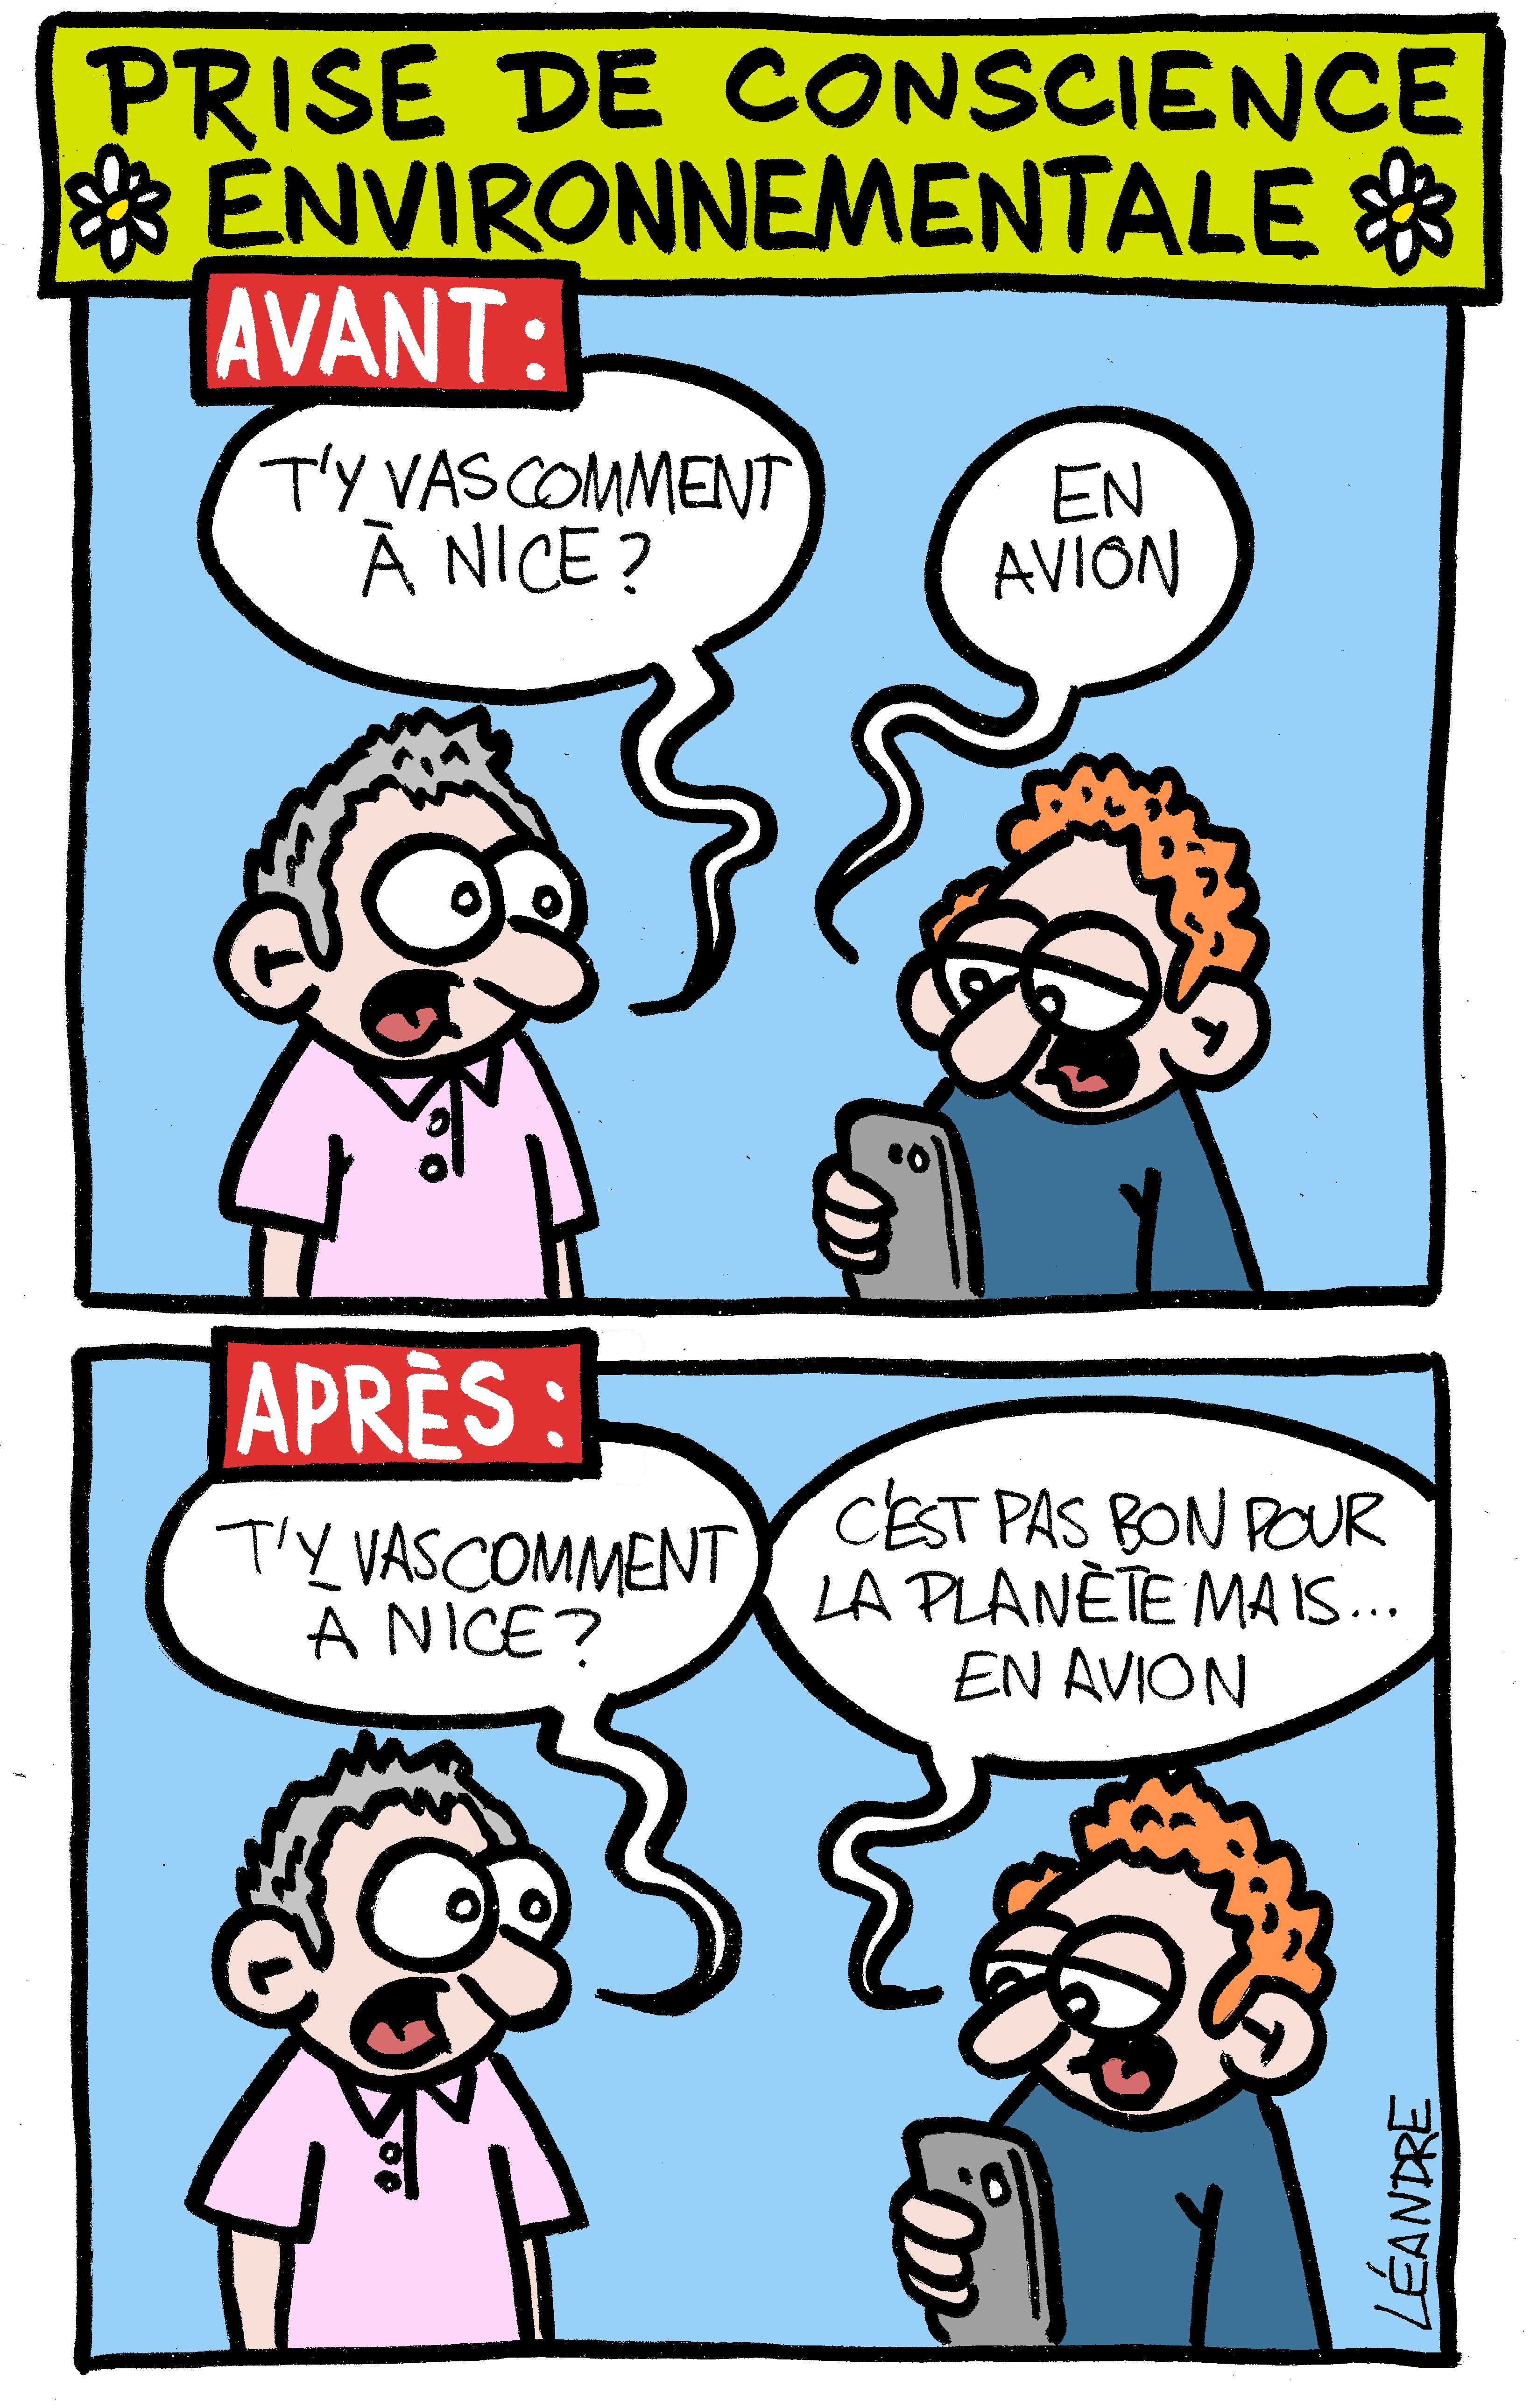 PRISE DE CONSCIENCE
ENVIRONNEMENTALE
AVANT :
T'Y VAS COMMENT
À NICE ?
EN
AVION
APRÈS :
T'Y VAS COMMENT
À NICE ?
C'EST PAS BON POUR
LA PLANÈTE MAIS...
EN AVION
LÉANDRE